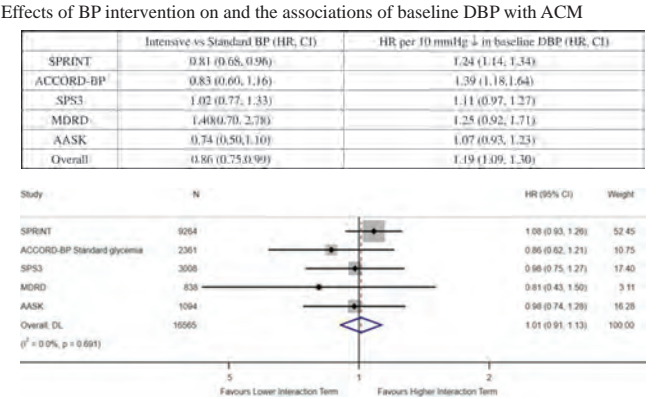 Effects of BP intervention on and the associations of baseline DBP with ACM
Intensive vs Standard BP (HR, CI) HR per 10 mmHg ↓ in baseline DBP (HR, CI)
SPRINT 0.81 (0.68, 0.96) 1.24 (1.14, 1.34)
ACCORD-BP 0.83 (0.60, 1.16) 1.39 (1.18,1.64)
SPS3 1.02 (0.77, 1.33) 1.11 (0.97, 1.27)
MDRD 1.40(0.70, 2.78) 1.25 (0.92, 1.71)
AASK 0.74 (0.50,1.10) 1.07 (0.93, 1.23)
Overall 0.86 (0.75,0.99) 1.19 (1.09, 1.30)
Study N HR (95% CI) Weight
SPRINT 9264 1.08 (0.93, 1.26) 52.45
ACCORD-BP Standard glycemia 2361 0.86 (0.62, 1.21) 10.75
SPS3 3008 0.98 (0.75, 1.27) 17.40
MDRD 838 0.81 (0.43, 1.50) 3.11
AASK 1094 0.98 (0.74, 1.28) 16.28
Overall, DL 16565 1.01 (0.91, 1.13) 100.00
(I² = 0.0%, p = 0.691)
.5 1 2
Favours Lower Interaction Term Favours Higher Interaction Term